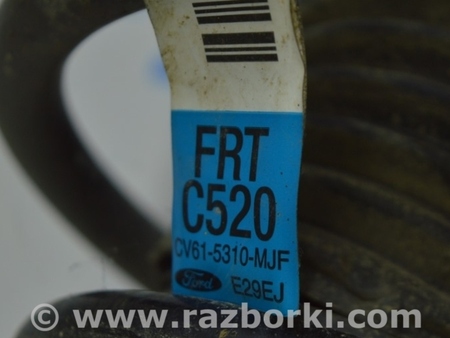 FRT
C520
CV61-5310-MJF
Ford E29EJ
© www.razborki.com